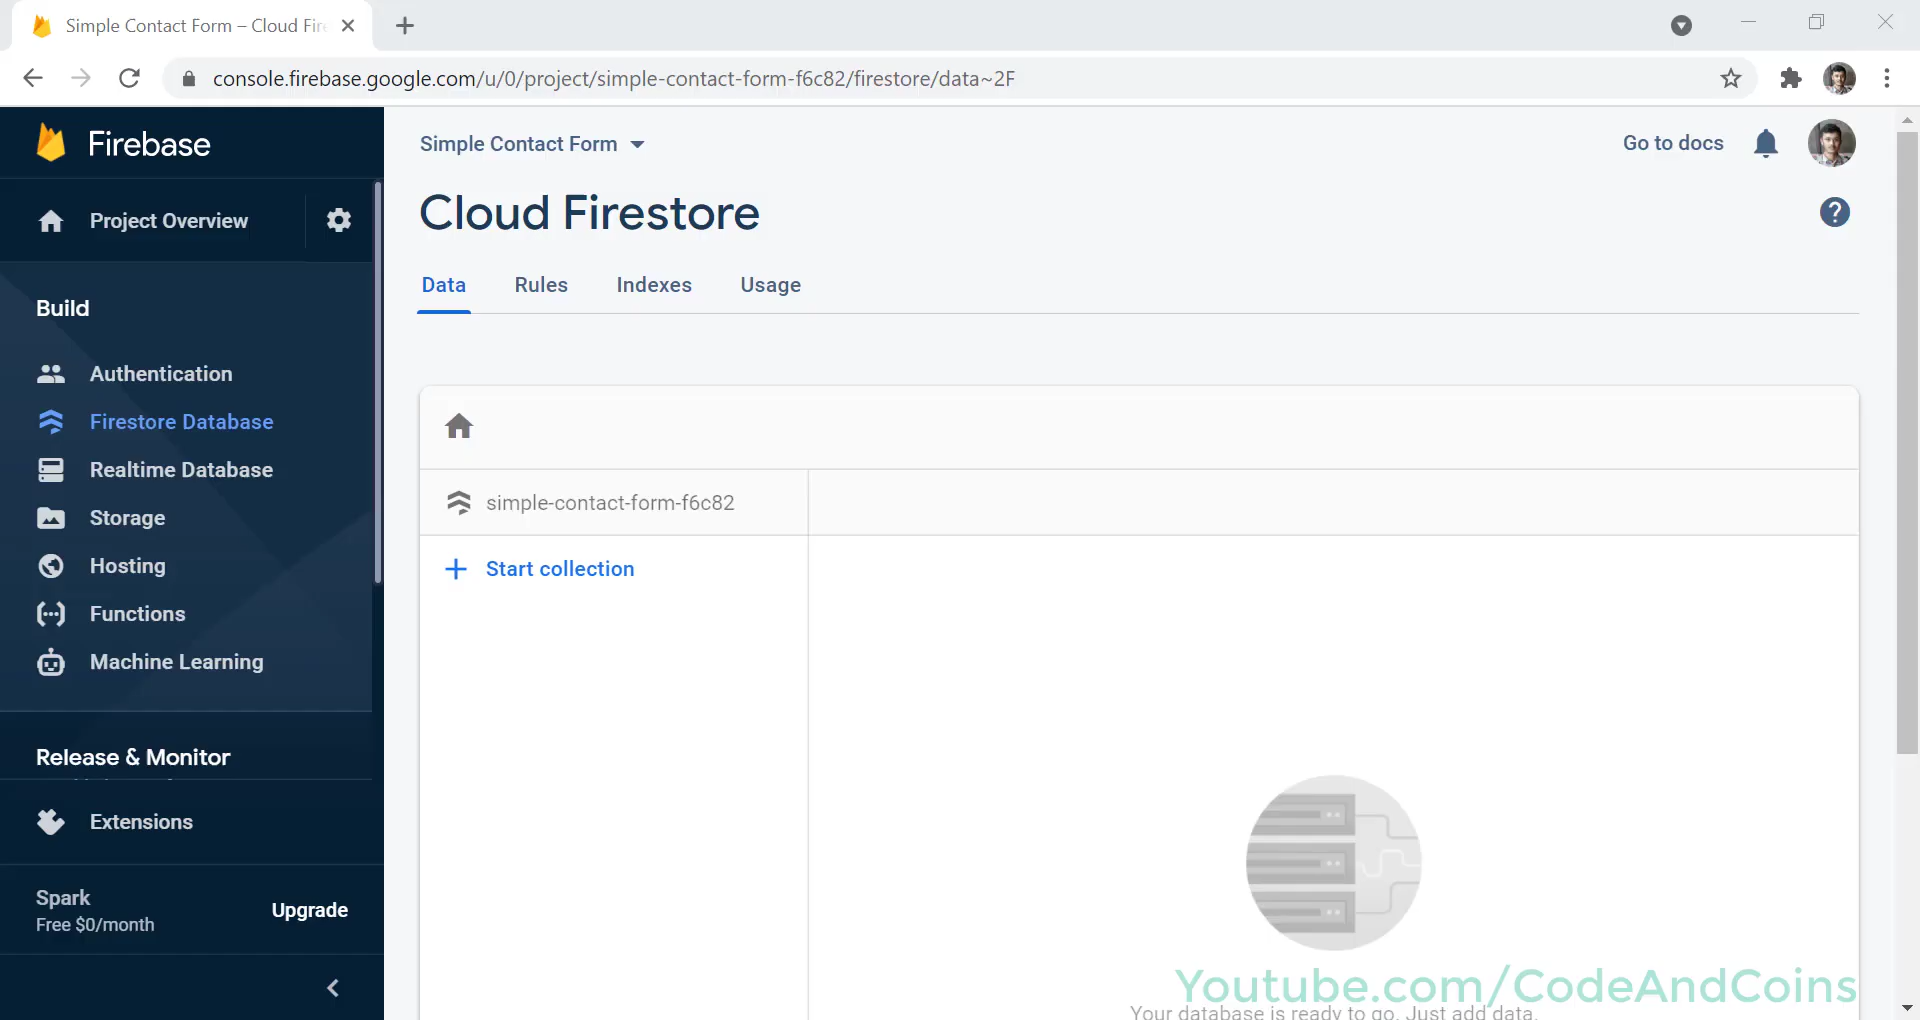 Simple Contact Form – Cloud Fire
console.firebase.google.com/u/0/project/simple-contact-form-f6c82/firestore/data~2F
Firebase
Project Overview
Build
Authentication
Firestore Database
Realtime Database
Storage
Hosting
Functions
Machine Learning
Release & Monitor
Extensions
Spark
Free $0/month
Upgrade
Simple Contact Form
Go to docs
Cloud Firestore
Data Rules Indexes Usage
simple-contact-form-f6c82
Start collection
Youtube.com/CodeAndCoins
Your database is ready to go. Just add data.